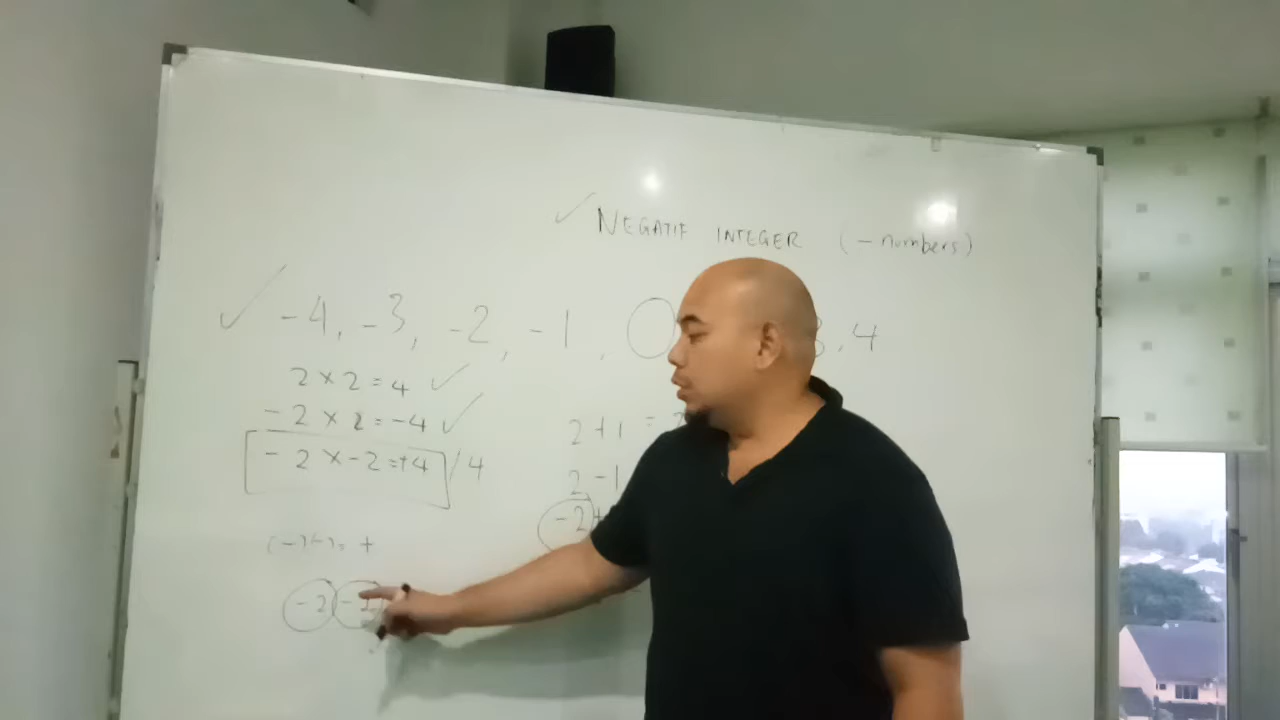 ✓ NEGATIF INTEGER (- numbers)
✓ -4, -3, -2, -1, 0 3, 4
2 × 2 = 4 ✓
-2 × 2 = -4 ✓
-2 × -2 = +4 / 4
2 + 1 =
2 - 1
-2 +
(-)(-) = +
-2 -2